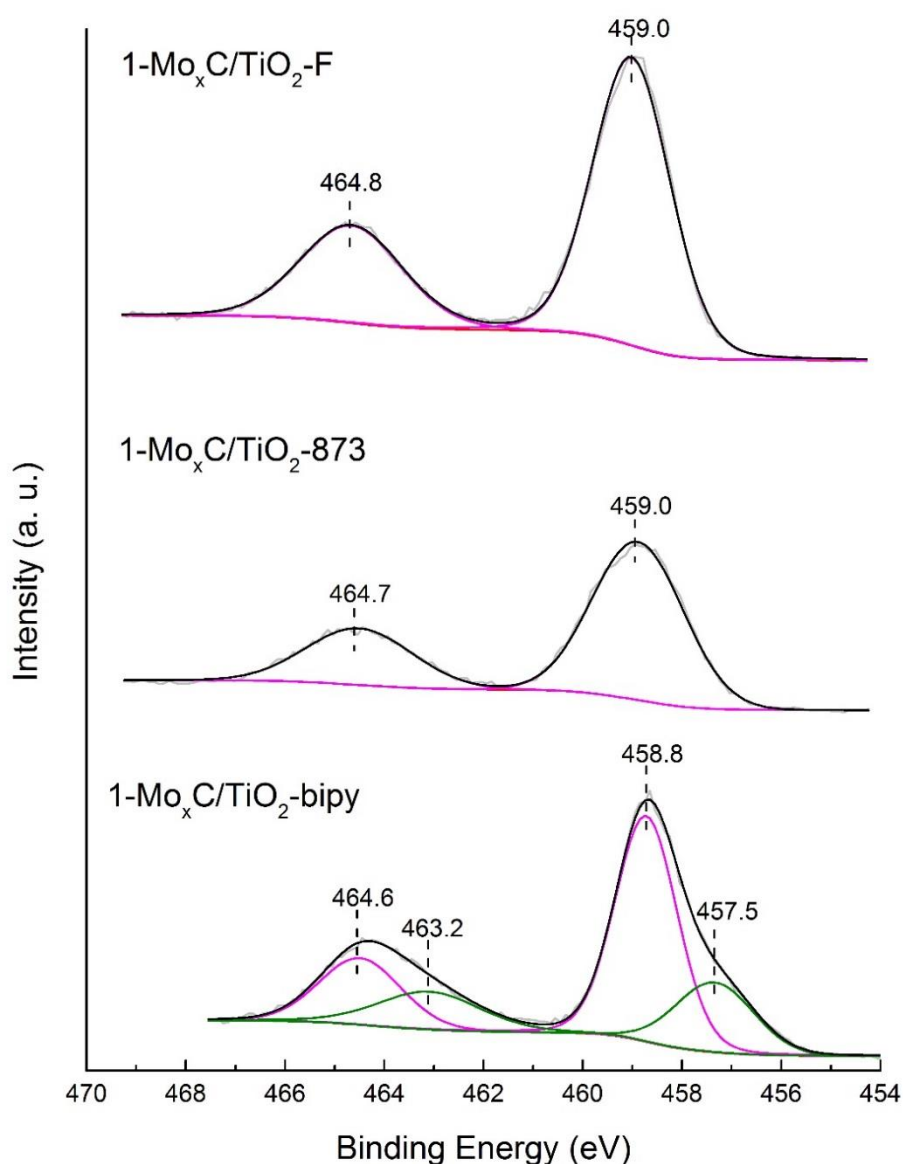 459.0
1-MoₓC/TiO₂-F
464.8
1-MoₓC/TiO₂-873
459.0
464.7
458.8
1-MoₓC/TiO₂-bipy
464.6
463.2
457.5
Intensity (a. u.)
470 468 466 464 462 460 458 456 454
Binding Energy (eV)